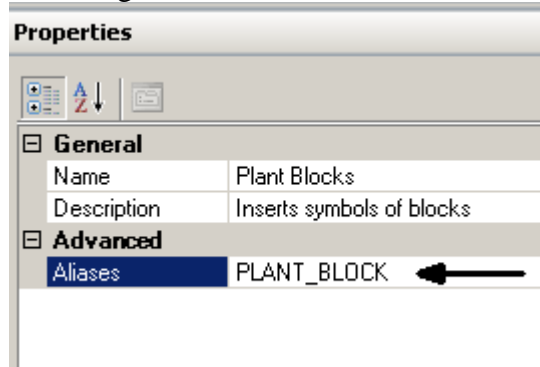 Properties
General
Name Plant Blocks
Description Inserts symbols of blocks
Advanced
Aliases PLANT_BLOCK